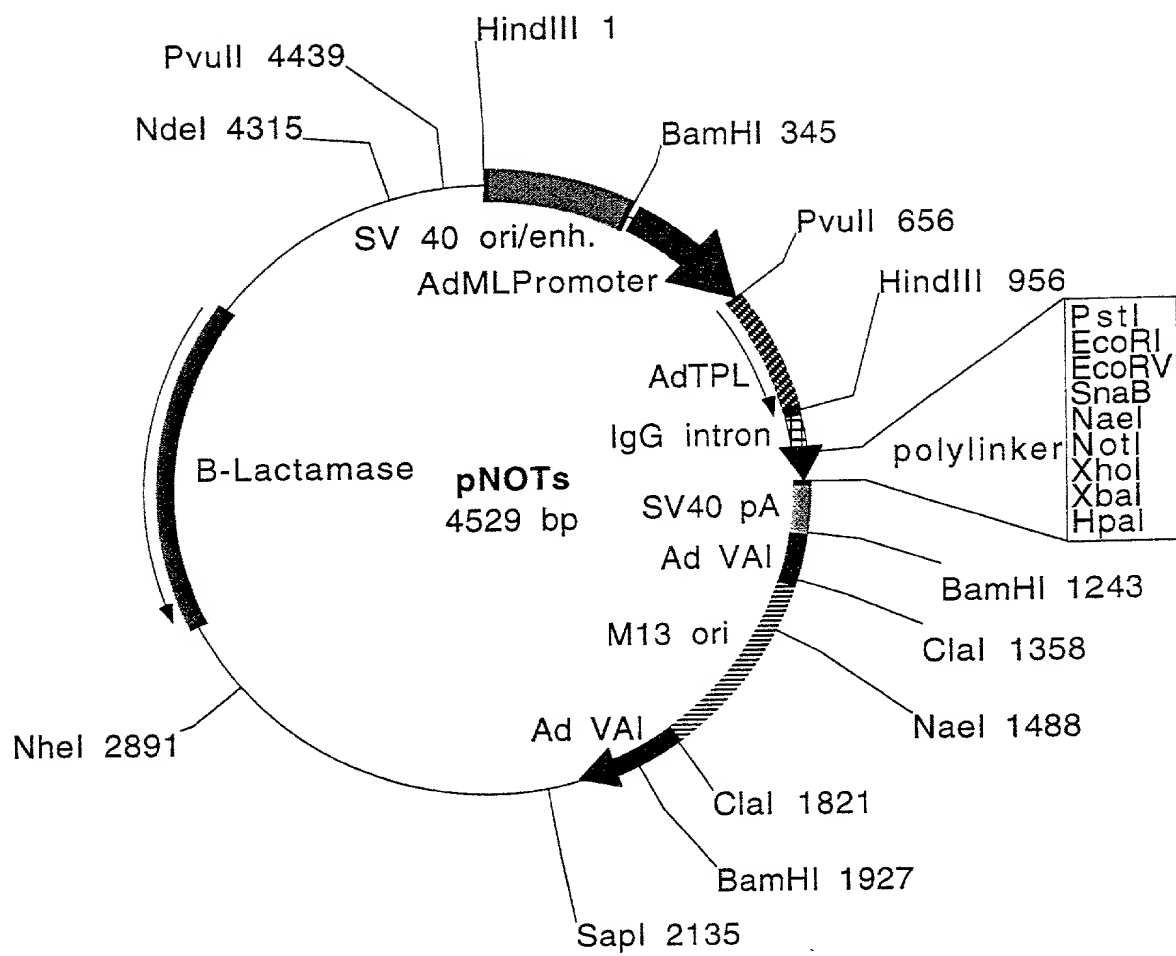 HindIII 1
PvuII 4439
NdeI 4315
BamHI 345
PvuII 656
SV 40 ori/enh.
AdMLPromoter
HindIII 956
PstI
EcoRI
EcoRV
SnaB
NaeI
NotI
XhoI
XbaI
HpaI
AdTPL
IgG intron
polylinker
B-Lactamase
pNOTs
4529 bp
SV40 pA
Ad VAI
BamHI 1243
M13 ori
ClaI 1358
NaeI 1488
NheI 2891
Ad VAI
ClaI 1821
BamHI 1927
SapI 2135